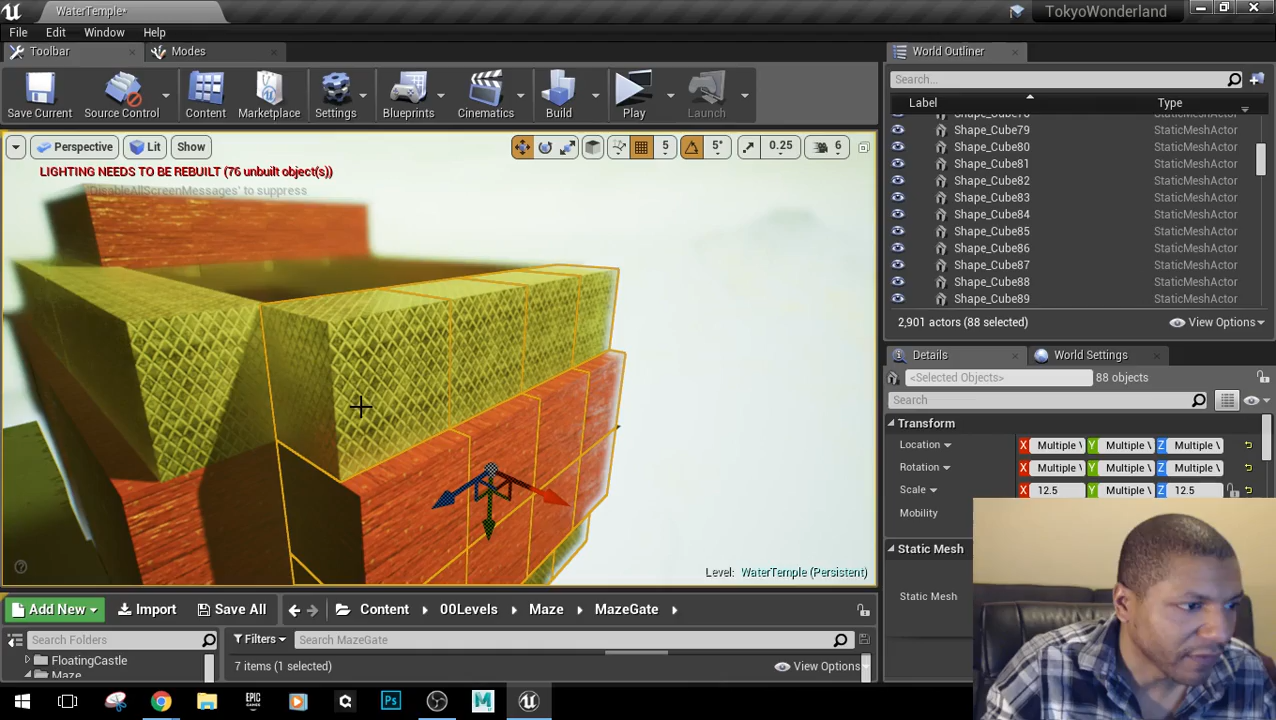 WaterTemple*
TokyoWonderland
File Edit Window Help
Toolbar Modes
World Outliner
Save Current Source Control Content Marketplace Settings Blueprints Cinematics Build Play Launch
Search...
Label Type
Shape_Cube79 StaticMeshActor
Shape_Cube80 StaticMeshActor
Shape_Cube81 StaticMeshActor
Shape_Cube82 StaticMeshActor
Shape_Cube83 StaticMeshActor
Shape_Cube84 StaticMeshActor
Shape_Cube85 StaticMeshActor
Shape_Cube86 StaticMeshActor
Shape_Cube87 StaticMeshActor
Shape_Cube88 StaticMeshActor
Shape_Cube89 StaticMeshActor
2,901 actors (88 selected) View Options
Perspective Lit Show 5 5° 0.25 6
LIGHTING NEEDS TO BE REBUILT (76 unbuilt object(s))
'DisableAllScreenMessages' to suppress
Details World Settings
<Selected Objects> 88 objects
Search
Transform
Location X Multiple Y Multiple Z Multiple
Rotation X Multiple Y Multiple Z Multiple
Scale X 12.5 Y Multiple Z 12.5
Mobility
Static Mesh
Static Mesh
Level: WaterTemple (Persistent)
Add New Import Save All Content 00Levels Maze MazeGate
Search Folders Filters Search MazeGate
FloatingCastle
Maze
7 items (1 selected) View Options
EPIC GAMES Ps M